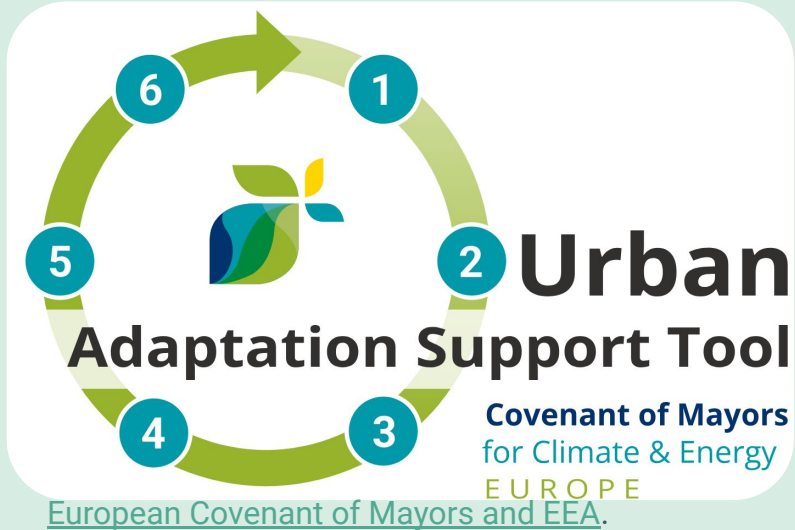 6
1
5
2
Urban
Adaptation Support Tool
4
3
Covenant of Mayors
for Climate & Energy
EUROPE
European Covenant of Mayors and EEA.